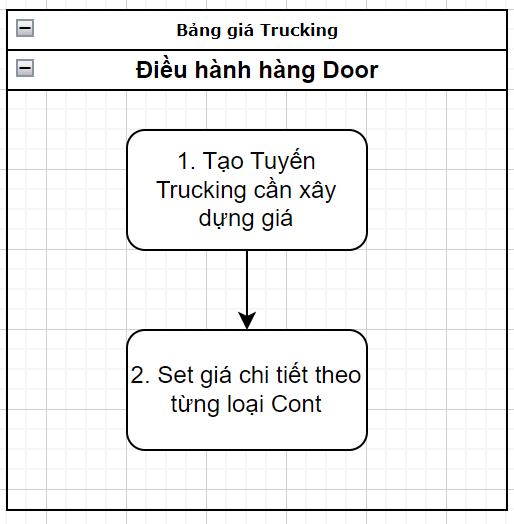 Bảng giá Trucking
Điều hành hàng Door
1. Tạo Tuyến
Trucking cần xây
dựng giá
2. Set giá chi tiết theo
từng loại Cont